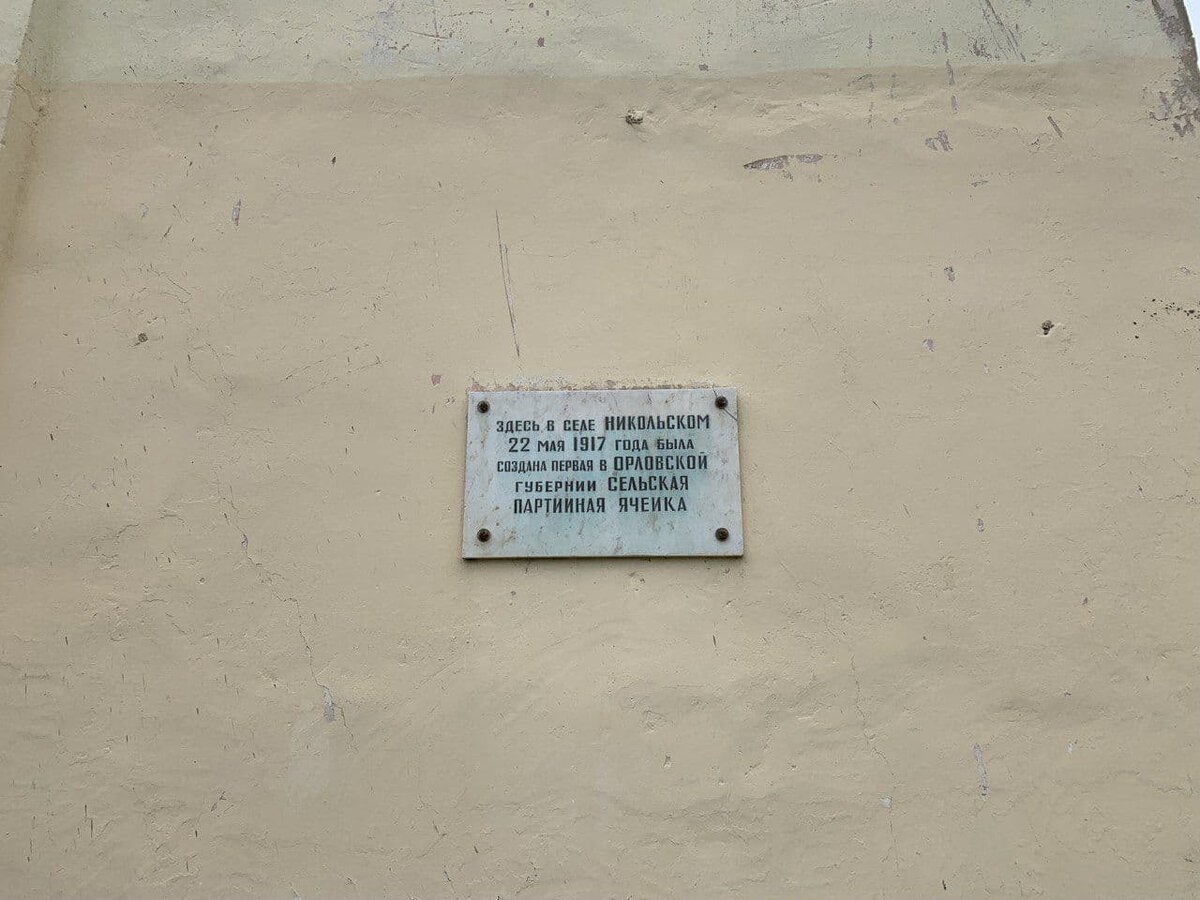 ЗДЕСЬ В СЕЛЕ НИКОЛЬСКОМ
22 МАЯ 1917 ГОДА БЫЛА
СОЗДАНА ПЕРВАЯ В ОРЛОВСКОЙ
ГУБЕРНИИ СЕЛЬСКАЯ
ПАРТИЙНАЯ ЯЧЕЙКА